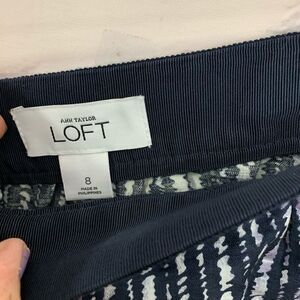 ANN TAYLOR
LOFT
8
MADE IN
PHILIPPINES